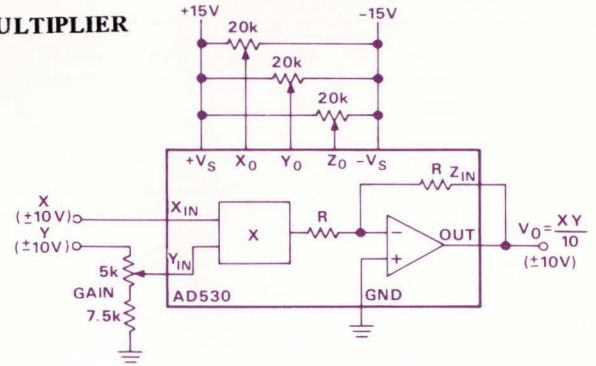 ULTIPLIER
+15V
−15V
20k
20k
20k
+VS X0 Y0 Z0 −VS
R ZIN
X
(±10V)
XIN
X
R
−
+
OUT
VO = XY/10
(±10V)
Y
(±10V)
YIN
5k
GAIN
7.5k
AD530
GND